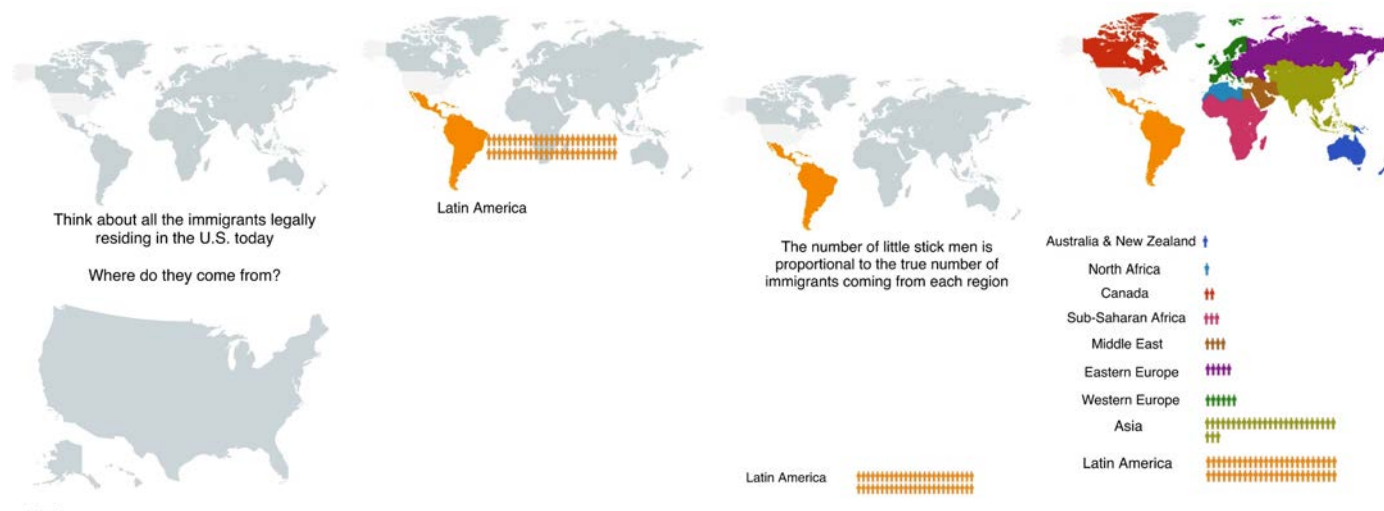 Think about all the immigrants legally
residing in the U.S. today
Where do they come from?
Latin America
The number of little stick men is
proportional to the true number of
immigrants coming from each region
Latin America
Australia & New Zealand
North Africa
Canada
Sub-Saharan Africa
Middle East
Eastern Europe
Western Europe
Asia
Latin America